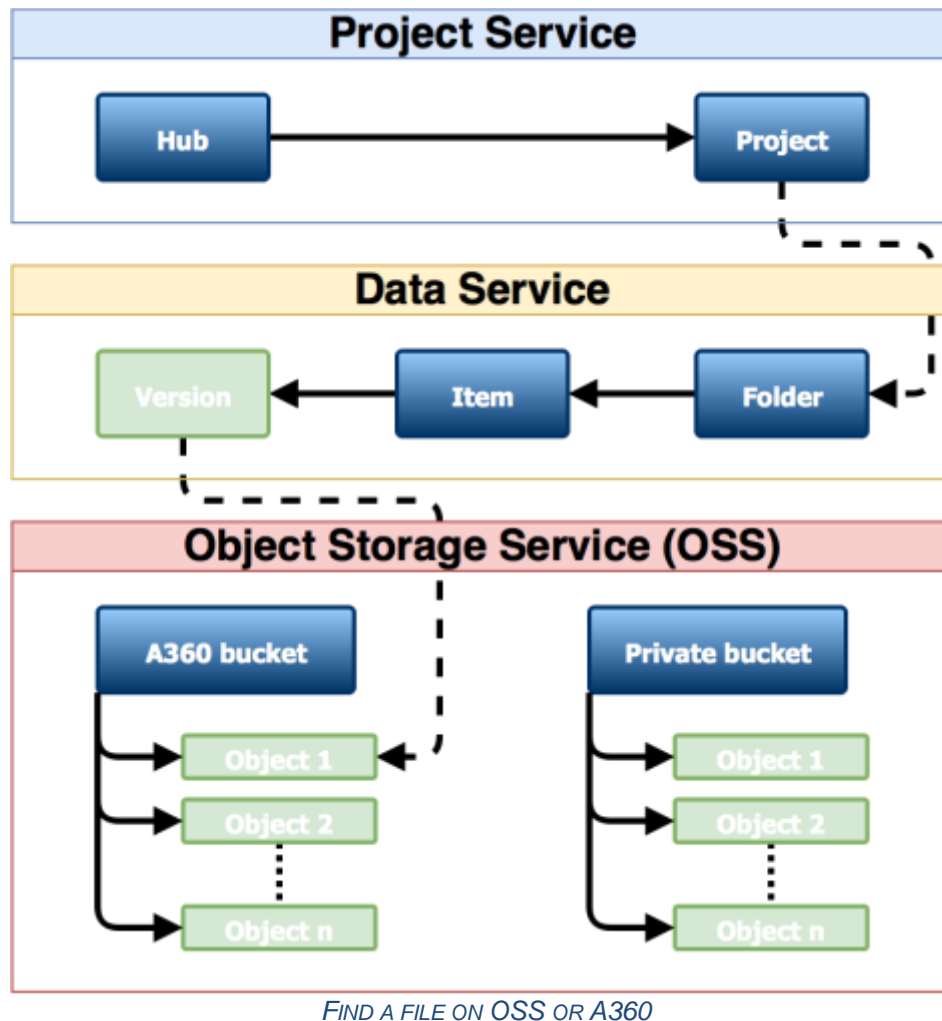 Project Service
Hub
Project
Data Service
Version
Item
Folder
Object Storage Service (OSS)
A360 bucket
Private bucket
Object 1
Object 1
Object 2
Object 2
Object n
Object n
FIND A FILE ON OSS OR A360